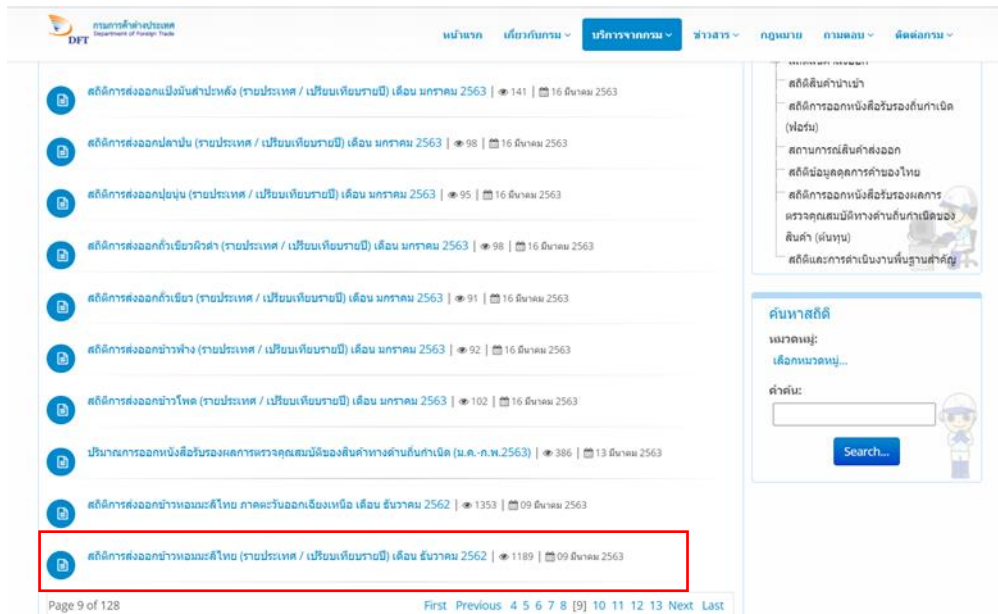 กรมการค้าต่างประเทศ
Department of Foreign Trade
DFT
หน้าแรก เกี่ยวกับกรม บริการจากกรม ข่าวสาร กฎหมาย ถามตอบ ติดต่อกรม
สถิติการส่งออกแป้งมันสำปะหลัง (รายประเทศ / เปรียบเทียบรายปี) เดือน มกราคม 2563 | 141 | 16 มีนาคม 2563
สถิติการส่งออกปลาป่น (รายประเทศ / เปรียบเทียบรายปี) เดือน มกราคม 2563 | 98 | 16 มีนาคม 2563
สถิติการส่งออกปุยนุ่น (รายประเทศ / เปรียบเทียบรายปี) เดือน มกราคม 2563 | 95 | 16 มีนาคม 2563
สถิติการส่งออกถั่วเขียวผิวดำ (รายประเทศ / เปรียบเทียบรายปี) เดือน มกราคม 2563 | 98 | 16 มีนาคม 2563
สถิติการส่งออกถั่วเขียว (รายประเทศ / เปรียบเทียบรายปี) เดือน มกราคม 2563 | 91 | 16 มีนาคม 2563
สถิติการส่งออกข้าวฟ่าง (รายประเทศ / เปรียบเทียบรายปี) เดือน มกราคม 2563 | 92 | 16 มีนาคม 2563
สถิติการส่งออกข้าวโพด (รายประเทศ / เปรียบเทียบรายปี) เดือน มกราคม 2563 | 102 | 16 มีนาคม 2563
ปริมาณการออกหนังสือรับรองผลการตรวจคุณสมบัติของสินค้าทางด้านถิ่นกำเนิด (ม.ค.-ก.พ.2563) | 386 | 13 มีนาคม 2563
สถิติการส่งออกข้าวหอมมะลิไทย ภาคตะวันออกเฉียงเหนือ เดือน ธันวาคม 2562 | 1353 | 09 มีนาคม 2563
สถิติการส่งออกข้าวหอมมะลิไทย (รายประเทศ / เปรียบเทียบรายปี) เดือน ธันวาคม 2562 | 1189 | 09 มีนาคม 2563
Page 9 of 128
First Previous 4 5 6 7 8 [9] 10 11 12 13 Next Last
สถิติสินค้านำเข้า
สถิติการออกหนังสือรับรองถิ่นกำเนิด
(ฟอร์ม)
สถานการณ์สินค้าส่งออก
สถิติข้อมูลดุลการค้าของไทย
สถิติการออกหนังสือรับรองผลการ
ตรวจคุณสมบัติทางด้านถิ่นกำเนิดของ
สินค้า (ต้นทุน)
สถิติและการดำเนินงานพื้นฐานสำคัญ
ค้นหาสถิติ
หมวดหมู่:
เลือกหมวดหมู่...
คำค้น:
Search...